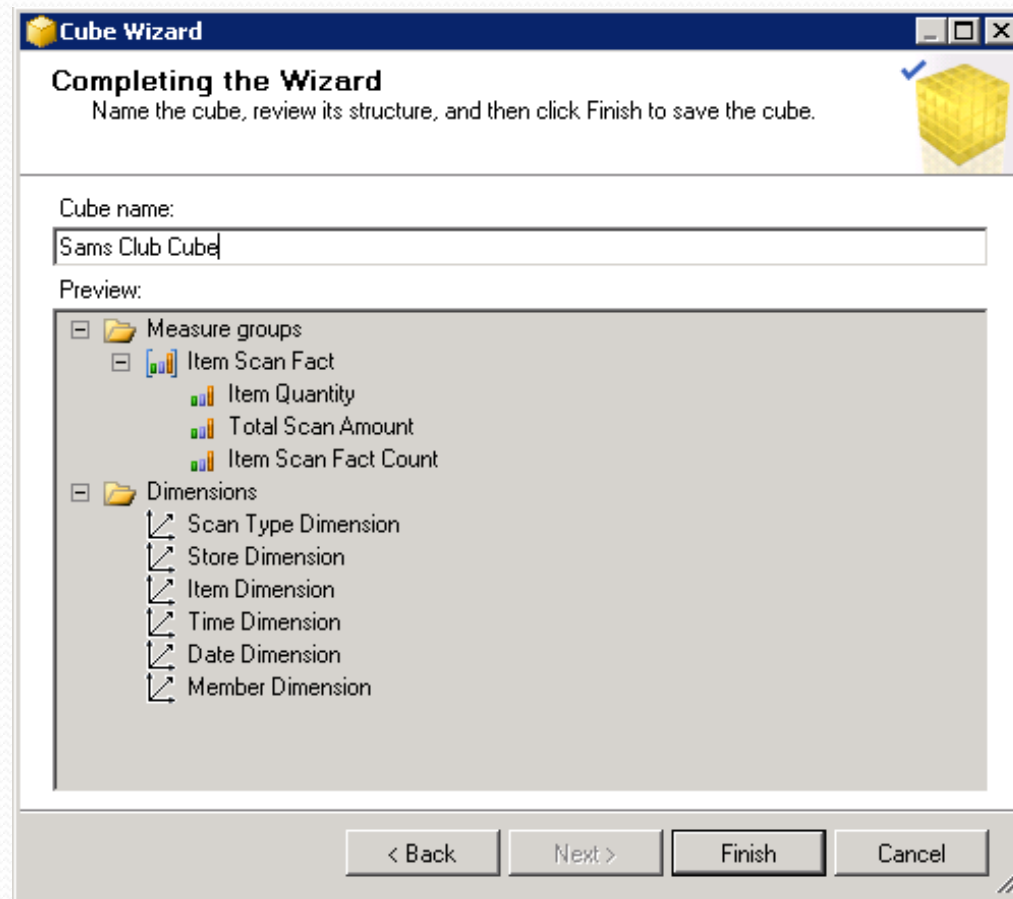 Cube Wizard
Completing the Wizard
Name the cube, review its structure, and then click Finish to save the cube.
Cube name:
Sams Club Cube
Preview:
Measure groups
Item Scan Fact
Item Quantity
Total Scan Amount
Item Scan Fact Count
Dimensions
Scan Type Dimension
Store Dimension
Item Dimension
Time Dimension
Date Dimension
Member Dimension
< Back Next > Finish Cancel